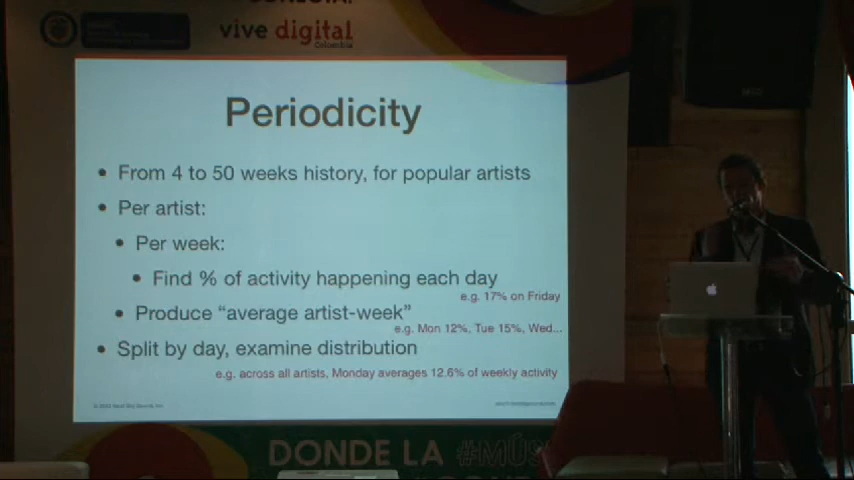 vive digital
Colombia
Periodicity
• From 4 to 50 weeks history, for popular artists
• Per artist:
• Per week:
• Find % of activity happening each day
e.g. 17% on Friday
• Produce “average artist-week”
e.g. Mon 12%, Tue 15%, Wed...
• Split by day, examine distribution
e.g. across all artists, Monday averages 12.6% of weekly activity
DONDE LA #MÚS